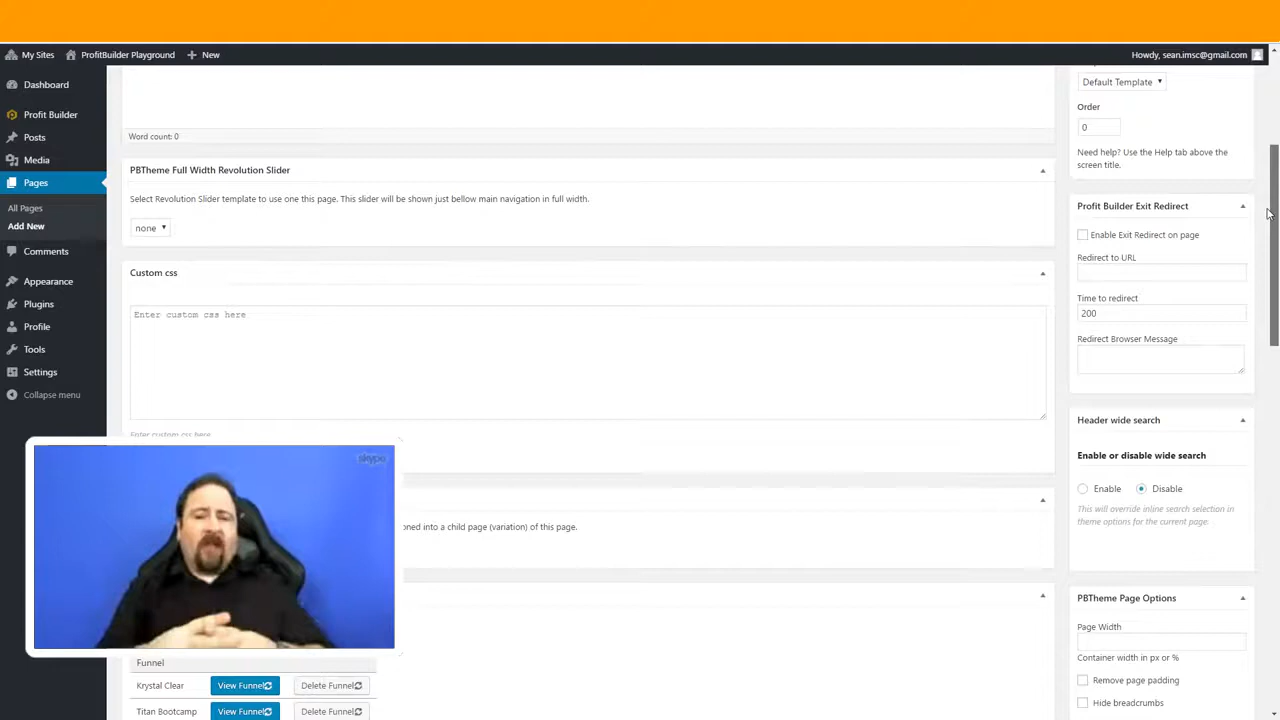 My Sites
ProfitBuilder Playground
New
Howdy, sean.imsc@gmail.com
Dashboard
Profit Builder
Posts
Media
Pages
All Pages
Add New
Comments
Appearance
Plugins
Profile
Tools
Settings
Collapse menu
Word count: 0
PBTheme Full Width Revolution Slider
Select Revolution Slider template to use one this page. This slider will be shown just bellow main navigation in full width.
none
Custom css
Enter custom css here
Enter custom css here
oned into a child page (variation) of this page.
Funnel
Krystal Clear View Funnel Delete Funnel
Titan Bootcamp View Funnel Delete Funnel
skype
Default Template
Order
0
Need help? Use the Help tab above the
screen title.
Profit Builder Exit Redirect
Enable Exit Redirect on page
Redirect to URL
Time to redirect
200
Redirect Browser Message
Header wide search
Enable or disable wide search
Enable Disable
This will override inline search selection in
theme options for the current page.
PBTheme Page Options
Page Width
Container width in px or %
Remove page padding
Hide breadcrumbs